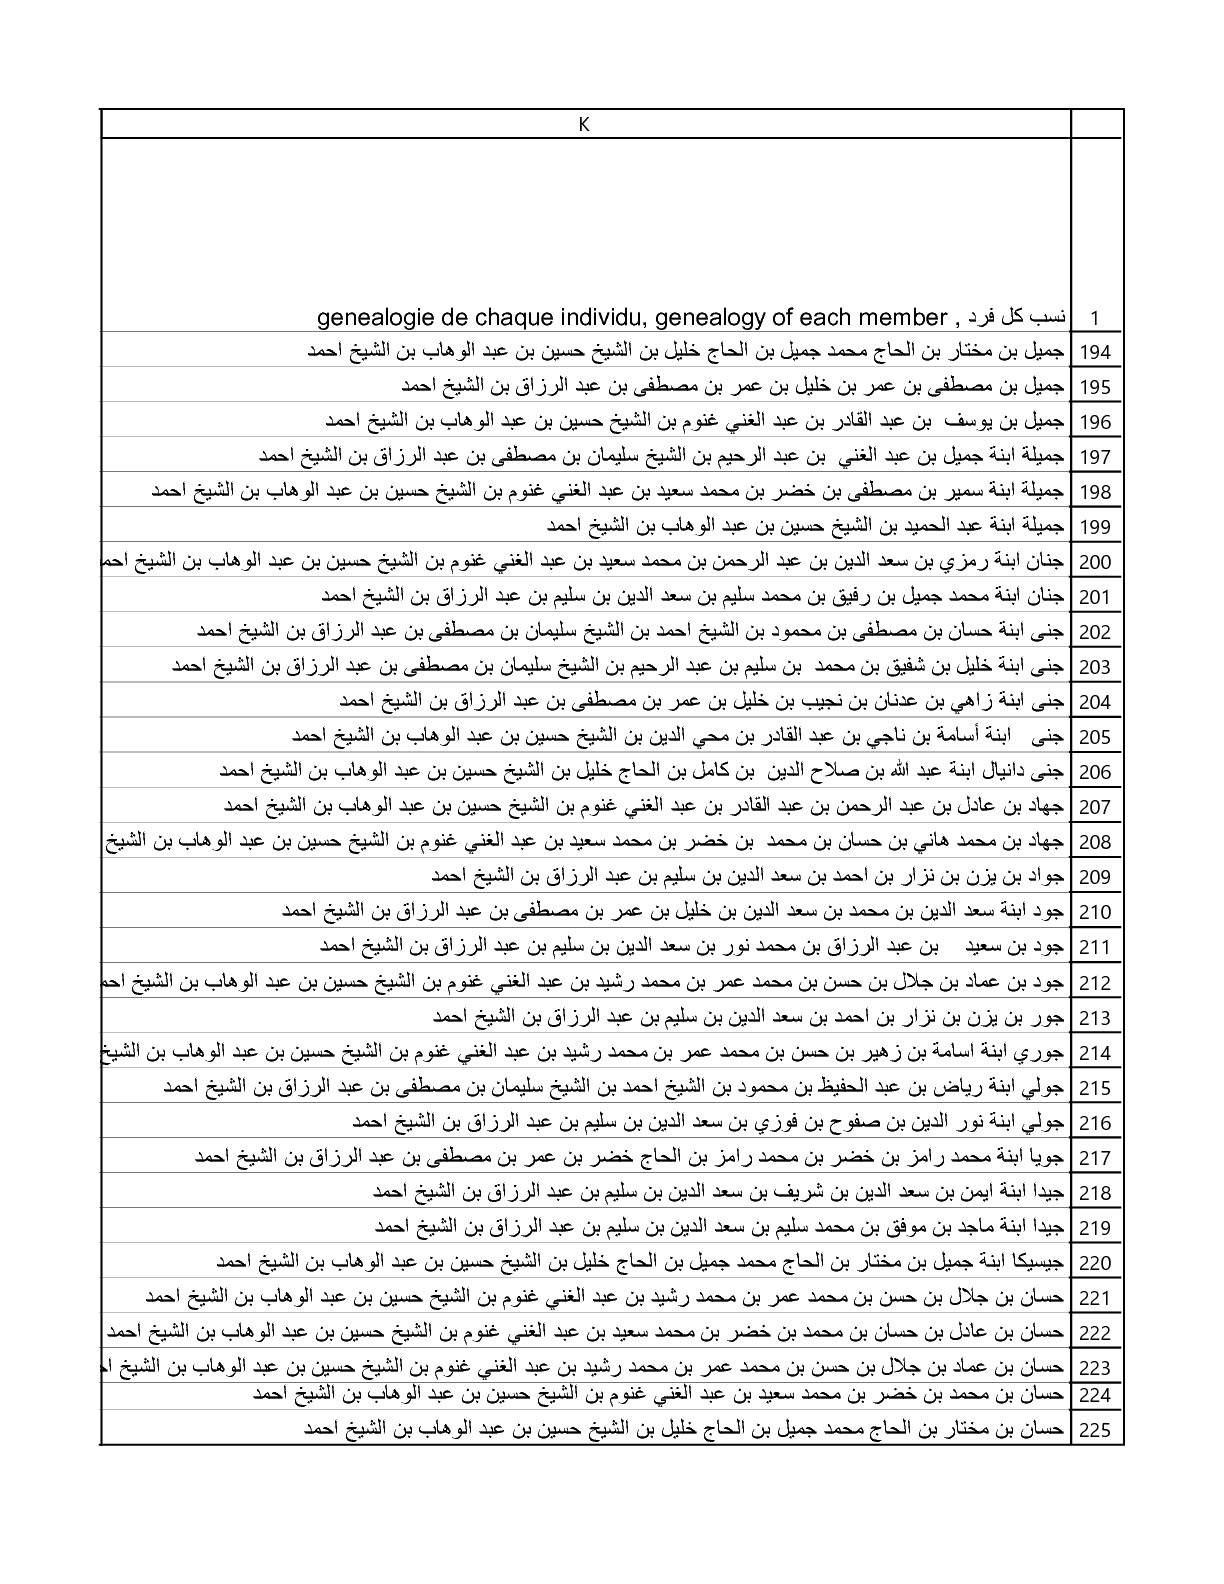 K
1 نسب كل فرد , genealogie de chaque individu, genealogy of each member
194 جميل بن مختار بن الحاج محمد جميل بن الحاج خليل بن الشيخ حسين بن عبد الوهاب بن الشيخ احمد
195 جميل بن مصطفى بن عمر بن خليل بن عمر بن مصطفى بن عبد الرزاق بن الشيخ احمد
196 جميل بن يوسف بن عبد القادر بن عبد الغني غنوم بن الشيخ حسين بن عبد الوهاب بن الشيخ احمد
197 جميلة ابنة جميل بن عبد الغني بن عبد الرحيم بن الشيخ سليمان بن مصطفى بن عبد الرزاق بن الشيخ احمد
198 جميلة ابنة سمير بن مصطفى بن خضر بن محمد سعيد بن عبد الغني غنوم بن الشيخ حسين بن عبد الوهاب بن الشيخ احمد
199 جميلة ابنة عبد الحميد بن الشيخ حسين بن عبد الوهاب بن الشيخ احمد
200 جنان ابنة رمزي بن سعد الدين بن عبد الرحمن بن محمد سعيد بن عبد الغني غنوم بن الشيخ حسين بن عبد الوهاب بن الشيخ احم
201 جنان ابنة محمد جميل بن رفيق بن محمد سليم بن سعد الدين بن سليم بن عبد الرزاق بن الشيخ احمد
202 جنى ابنة حسان بن مصطفى بن محمود بن الشيخ احمد بن الشيخ سليمان بن مصطفى بن عبد الرزاق بن الشيخ احمد
203 جنى ابنة خليل بن شفيق بن محمد بن سليم بن عبد الرحيم بن الشيخ سليمان بن مصطفى بن عبد الرزاق بن الشيخ احمد
204 جنى ابنة زاهي بن عدنان بن نجيب بن خليل بن عمر بن مصطفى بن عبد الرزاق بن الشيخ احمد
205 جنى ابنة أسامة بن ناجي بن عبد القادر بن محي الدين بن الشيخ حسين بن عبد الوهاب بن الشيخ احمد
206 جنى دانيال ابنة عبد الله بن صلاح الدين بن كامل بن الحاج خليل بن الشيخ حسين بن عبد الوهاب بن الشيخ احمد
207 جهاد بن عادل بن عبد الرحمن بن عبد القادر بن عبد الغني غنوم بن الشيخ حسين بن عبد الوهاب بن الشيخ احمد
208 جهاد بن محمد هاني بن حسان بن محمد بن خضر بن محمد سعيد بن عبد الغني غنوم بن الشيخ حسين بن عبد الوهاب بن الشيخ
209 جواد بن يزن بن نزار بن احمد بن سعد الدين بن سليم بن عبد الرزاق بن الشيخ احمد
210 جود ابنة سعد الدين بن محمد بن سعد الدين بن خليل بن عمر بن مصطفى بن عبد الرزاق بن الشيخ احمد
211 جود بن سعيد بن عبد الرزاق بن محمد نور بن سعد الدين بن سليم بن عبد الرزاق بن الشيخ احمد
212 جود بن عماد بن جلال بن حسن بن محمد عمر بن محمد رشيد بن عبد الغني غنوم بن الشيخ حسين بن عبد الوهاب بن الشيخ احم
213 جور بن يزن بن نزار بن احمد بن سعد الدين بن سليم بن عبد الرزاق بن الشيخ احمد
214 جوري ابنة اسامة بن زهير بن حسن بن محمد عمر بن محمد رشيد بن عبد الغني غنوم بن الشيخ حسين بن عبد الوهاب بن الشيخ
215 جولي ابنة رياض بن عبد الحفيظ بن محمود بن الشيخ احمد بن الشيخ سليمان بن مصطفى بن عبد الرزاق بن الشيخ احمد
216 جولي ابنة نور الدين بن صفوح بن فوزي بن سعد الدين بن سليم بن عبد الرزاق بن الشيخ احمد
217 جويا ابنة محمد رامز بن خضر بن محمد رامز بن الحاج خضر بن عمر بن مصطفى بن عبد الرزاق بن الشيخ احمد
218 جيدا ابنة ايمن بن سعد الدين بن شريف بن سعد الدين بن سليم بن عبد الرزاق بن الشيخ احمد
219 جيدا ابنة ماجد بن موفق بن محمد سليم بن سعد الدين بن سليم بن عبد الرزاق بن الشيخ احمد
220 جيسيكا ابنة جميل بن مختار بن الحاج محمد جميل بن الحاج خليل بن الشيخ حسين بن عبد الوهاب بن الشيخ احمد
221 حسان بن جلال بن حسن بن محمد عمر بن محمد رشيد بن عبد الغني غنوم بن الشيخ حسين بن عبد الوهاب بن الشيخ احمد
222 حسان بن عادل بن حسان بن محمد بن خضر بن محمد سعيد بن عبد الغني غنوم بن الشيخ حسين بن عبد الوهاب بن الشيخ احمد
223 حسان بن عماد بن جلال بن حسن بن محمد عمر بن محمد رشيد بن عبد الغني غنوم بن الشيخ حسين بن عبد الوهاب بن الشيخ اح
224 حسان بن محمد بن خضر بن محمد سعيد بن عبد الغني غنوم بن الشيخ حسين بن عبد الوهاب بن الشيخ احمد
225 حسان بن مختار بن الحاج محمد جميل بن الحاج خليل بن الشيخ حسين بن عبد الوهاب بن الشيخ احمد